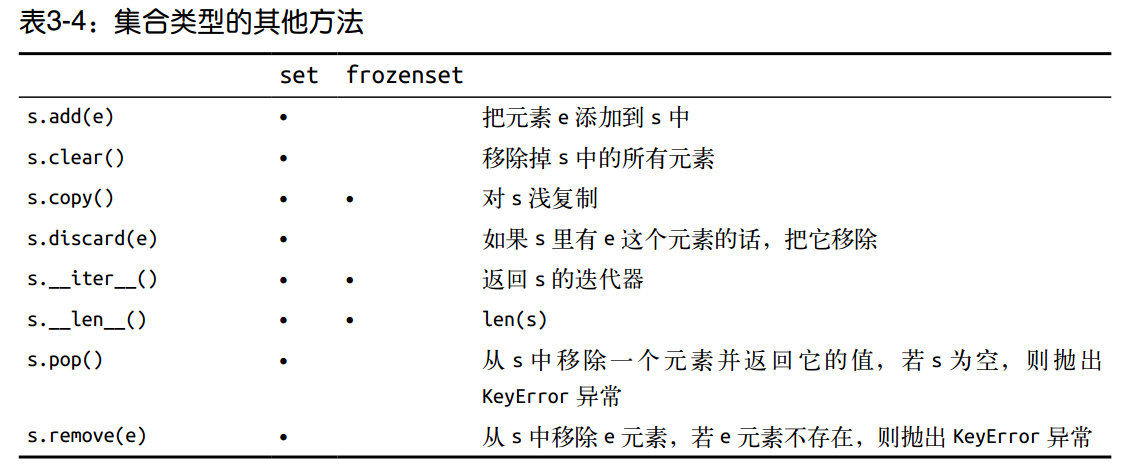 表3-4：集合类型的其他方法
set frozenset
s.add(e) • 把元素 e 添加到 s 中
s.clear() • 移除掉 s 中的所有元素
s.copy() • • 对 s 浅复制
s.discard(e) • 如果 s 里有 e 这个元素的话，把它移除
s.__iter__() • • 返回 s 的迭代器
s.__len__() • • len(s)
s.pop() • 从 s 中移除一个元素并返回它的值，若 s 为空，则抛出
KeyError 异常
s.remove(e) • 从 s 中移除 e 元素，若 e 元素不存在，则抛出 KeyError 异常